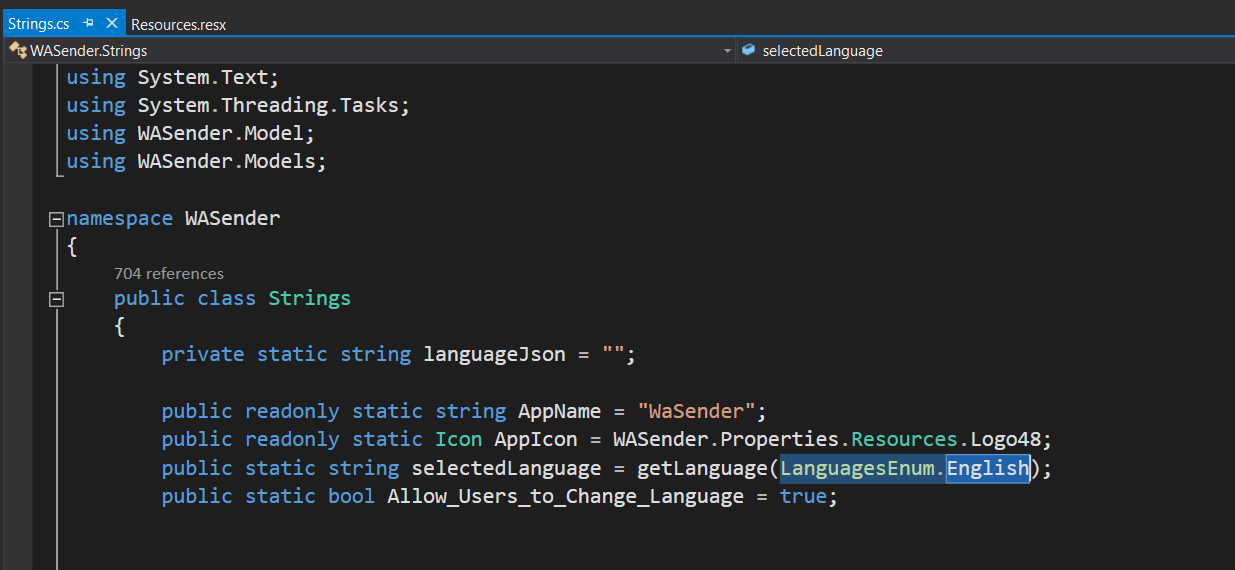 Strings.cs
Resources.resx
WASender.Strings
selectedLanguage
using System.Text;
using System.Threading.Tasks;
using WASender.Model;
using WASender.Models;
namespace WASender
{
704 references
public class Strings
{
private static string languageJson = "";
public readonly static string AppName = "WaSender";
public readonly static Icon AppIcon = WASender.Properties.Resources.Logo48;
public static string selectedLanguage = getLanguage(LanguagesEnum.English);
public static bool Allow_Users_to_Change_Language = true;